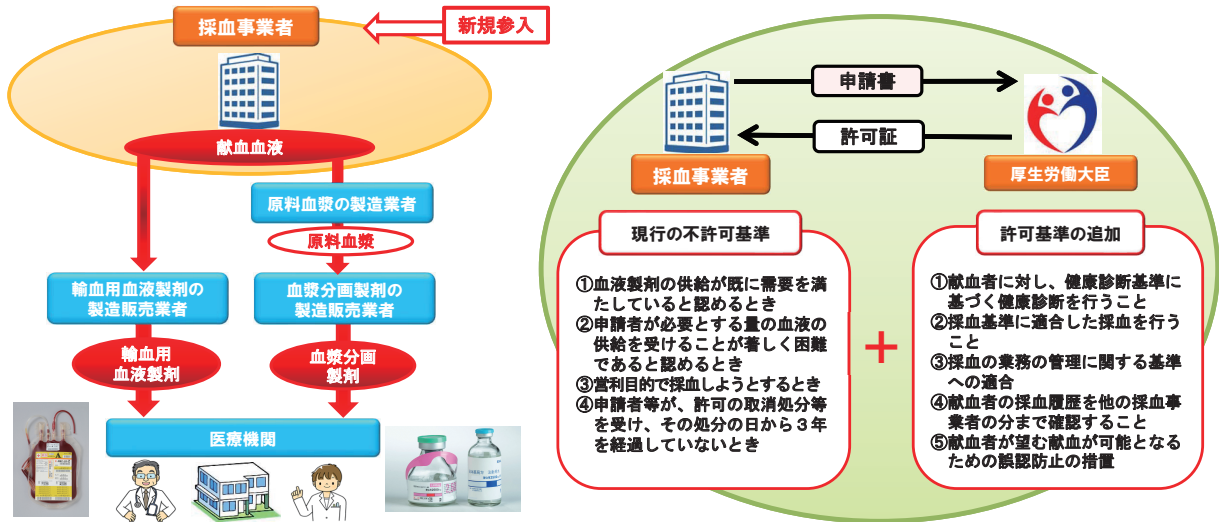 採血事業者
新規参入
献血血液
原料血漿の製造業者
原料血漿
輸血用血液製剤の
製造販売業者
血漿分画製剤の
製造販売業者
輸血用
血液製剤
血漿分画
製剤
医療機関
申請書
許可証
採血事業者
厚生労働大臣
現行の不許可基準
①血液製剤の供給が既に需要を満
たしていると認めるとき
②申請者が必要とする量の血液の
供給を受けることが著しく困難
であると認めるとき
③営利目的で採血しようとするとき
④申請者等が、許可の取消処分等
を受け、その処分の日から３年
を経過していないとき
＋
許可基準の追加
①献血者に対し、健康診断基準に
基づく健康診断を行うこと
②採血基準に適合した採血を行う
こと
③採血の業務の管理に関する基準
への適合
④献血者の採血履歴を他の採血事
業者の分まで確認すること
⑤献血者が望む献血が可能となる
ための誤認防止の措置